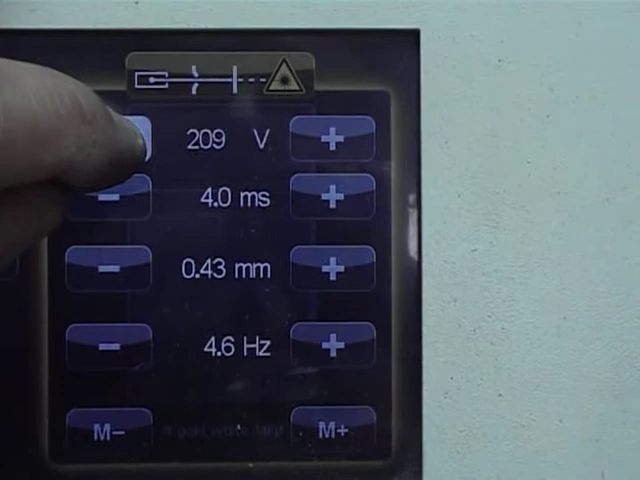 209 V +
- 4.0 ms +
- 0.43 mm +
- 4.6 Hz +
M- M+